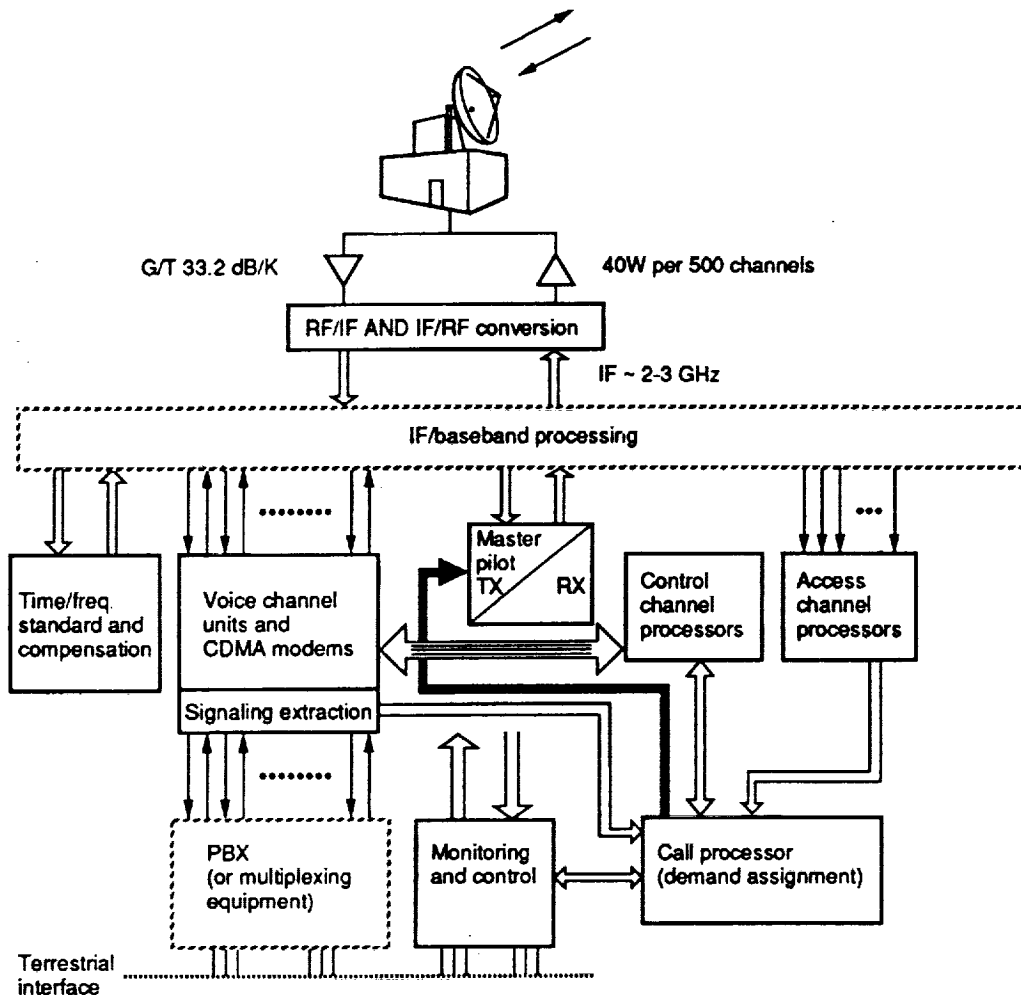 G/T 33.2 dB/K
40W per 500 channels
RF/IF AND IF/RF conversion
IF ~ 2-3 GHz
IF/baseband processing
Time/freq.
standard and
compensation
Voice channel
units and
CDMA modems
Signaling extraction
Master
pilot
TX
RX
Control
channel
processors
Access
channel
processors
PBX
(or multiplexing
equipment)
Monitoring
and control
Call processor
(demand assignment)
Terrestrial
interface